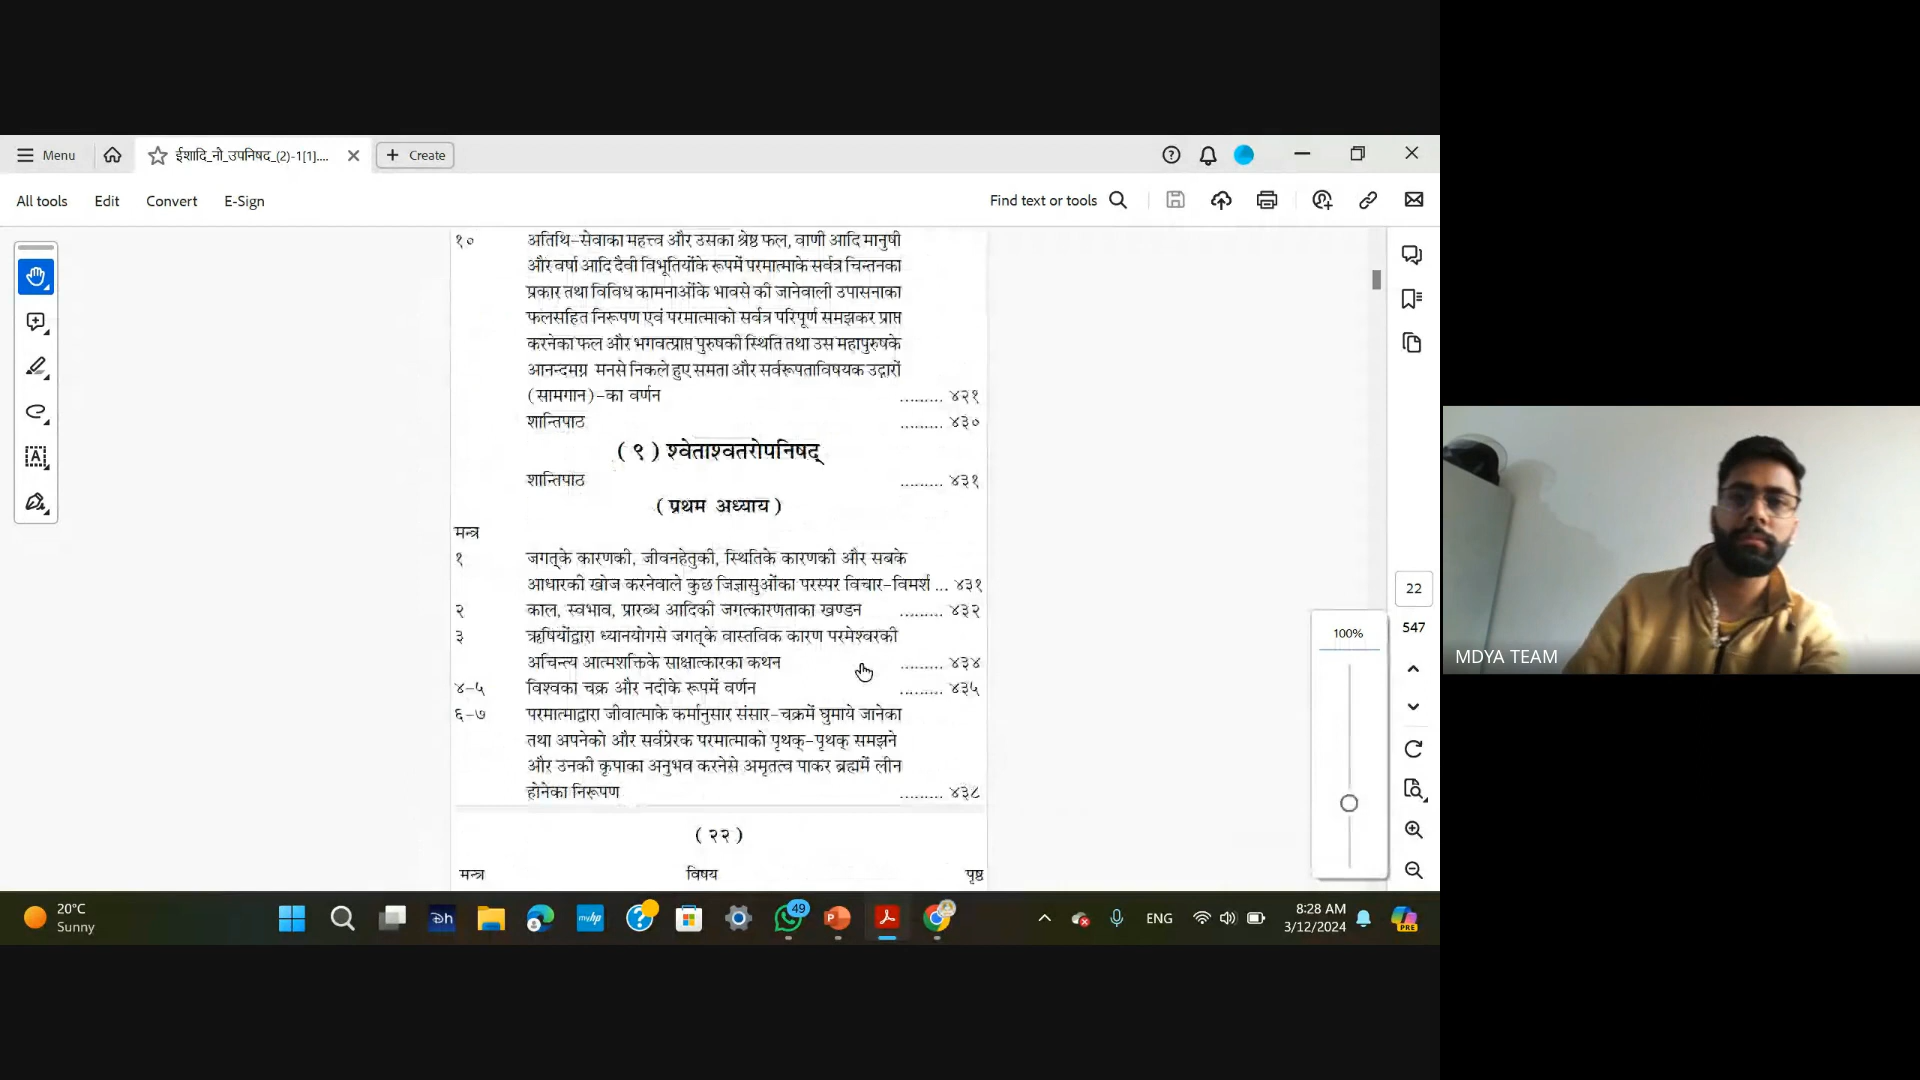 Menu
ईशादि_नो_उपनिषद_(2)-1[1]....
Create
All tools
Edit
Convert
E-Sign
Find text or tools
१० अतिथि-सेवाका महत्त्व और उसका श्रेष्ठ फल, वाणी आदि मानुषी
और वर्षा आदि दैवी विभूतियोंके रूपमें परमात्माके सर्वत्र चिन्तनका
प्रकार तथा विविध कामनाओंके भावसे की जानेवाली उपासनाका
फलसहित निरूपण एवं परमात्माको सर्वत्र परिपूर्ण समझकर प्राप्त
करनेका फल और भगवत्प्राप्त पुरुषकी स्थिति तथा उस महापुरुषके
आनन्दमग्न मनसे निकले हुए समता और सर्वरूपताविषयक उद्गारों
(सामगान)-का वर्णन ......... ४२१
शान्तिपाठ ......... ४३०
( ९ ) श्वेताश्वतरोपनिषद्
शान्तिपाठ ......... ४३१
( प्रथम अध्याय )
मन्त्र
१ जगत्‌के कारणकी, जीवनहेतुकी, स्थितिके कारणकी और सबके
आधारकी खोज करनेवाले कुछ जिज्ञासुओंका परस्पर विचार-विमर्श ... ४३१
२ काल, स्वभाव, प्रारब्ध आदिकी जगत्कारणताका खण्डन ......... ४३२
३ ऋषियोंद्वारा ध्यानयोगसे जगत्‌के वास्तविक कारण परमेश्वरकी
अचिन्त्य आत्मशक्तिके साक्षात्कारका कथन ......... ४३४
४-५ विश्वका चक्र और नदीके रूपमें वर्णन ......... ४३५
६-७ परमात्माद्वारा जीवात्माके कर्मानुसार संसार-चक्रमें घुमाये जानेका
तथा अपनेको और सर्वप्रेरक परमात्माको पृथक्-पृथक् समझने
और उनकी कृपाका अनुभव करनेसे अमृतत्व पाकर ब्रह्ममें लीन
होनेका निरूपण ......... ४३८
( २२ )
मन्त्र विषय पृष्ठ
22
547
100%
MDYA TEAM
20°C
Sunny
Dh
myhp
49
ENG
8:28 AM
3/12/2024
PRE